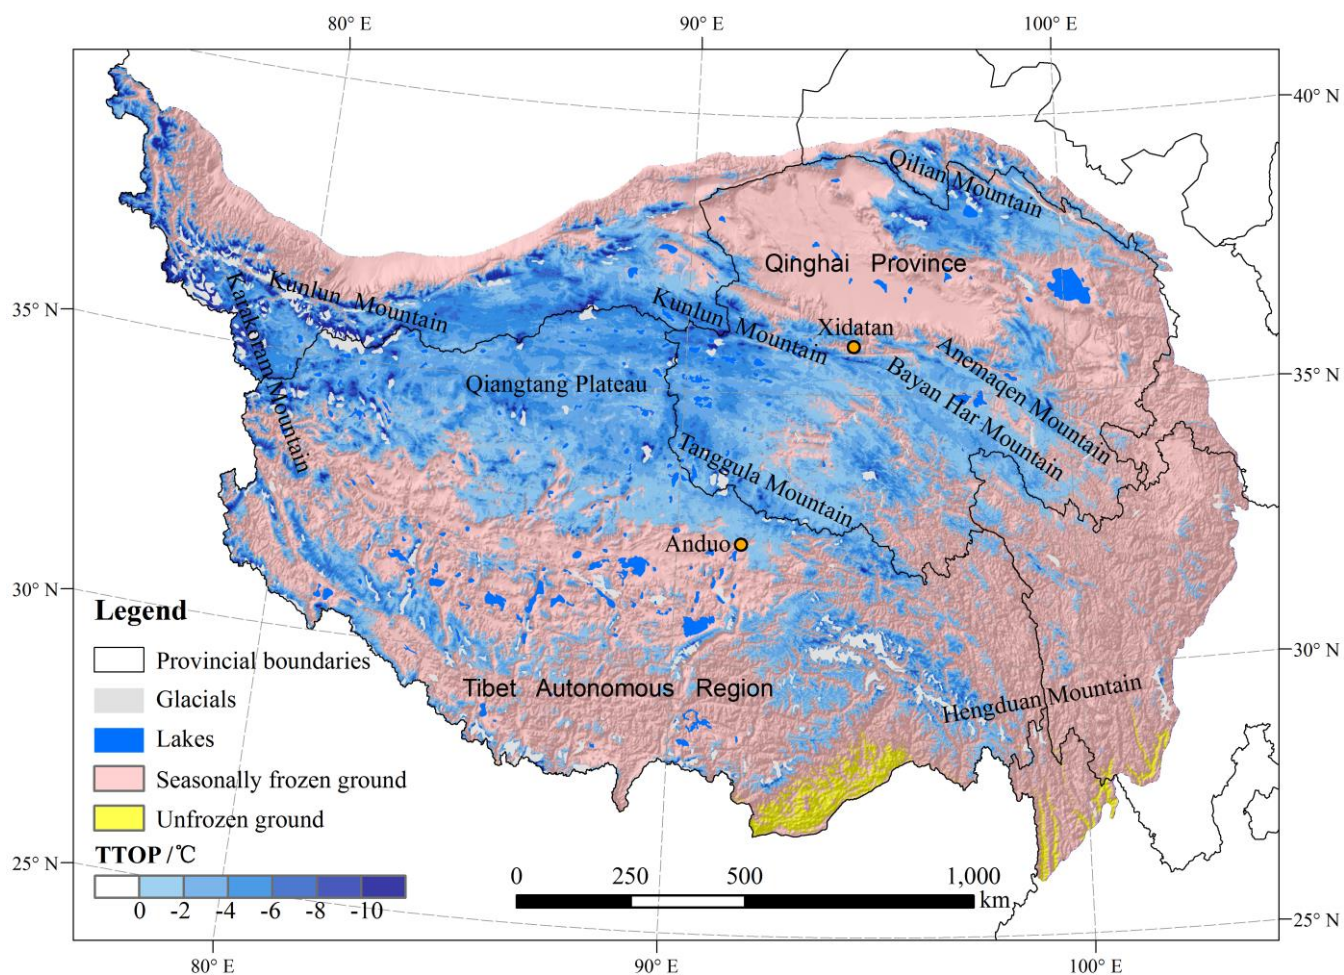 80° E
90° E
100° E
40° N
Qilian Mountain
Qinghai Province
Kunlun Mountain
Karakoram Mountain
35° N
Kunlun Mountain
Xidatan
Anemaqen Mountain
35° N
Qiangtang Plateau
Bayan Har Mountain
Tanggula Mountain
Anduo
30° N
Legend
Provincial boundaries
Glacials
Lakes
Seasonally frozen ground
Unfrozen ground
TTOP /℃
0 -2 -4 -6 -8 -10
30° N
Tibet Autonomous Region
Hengduan Mountain
25° N
0 250 500 1,000
km
25° N
80° E
90° E
100° E